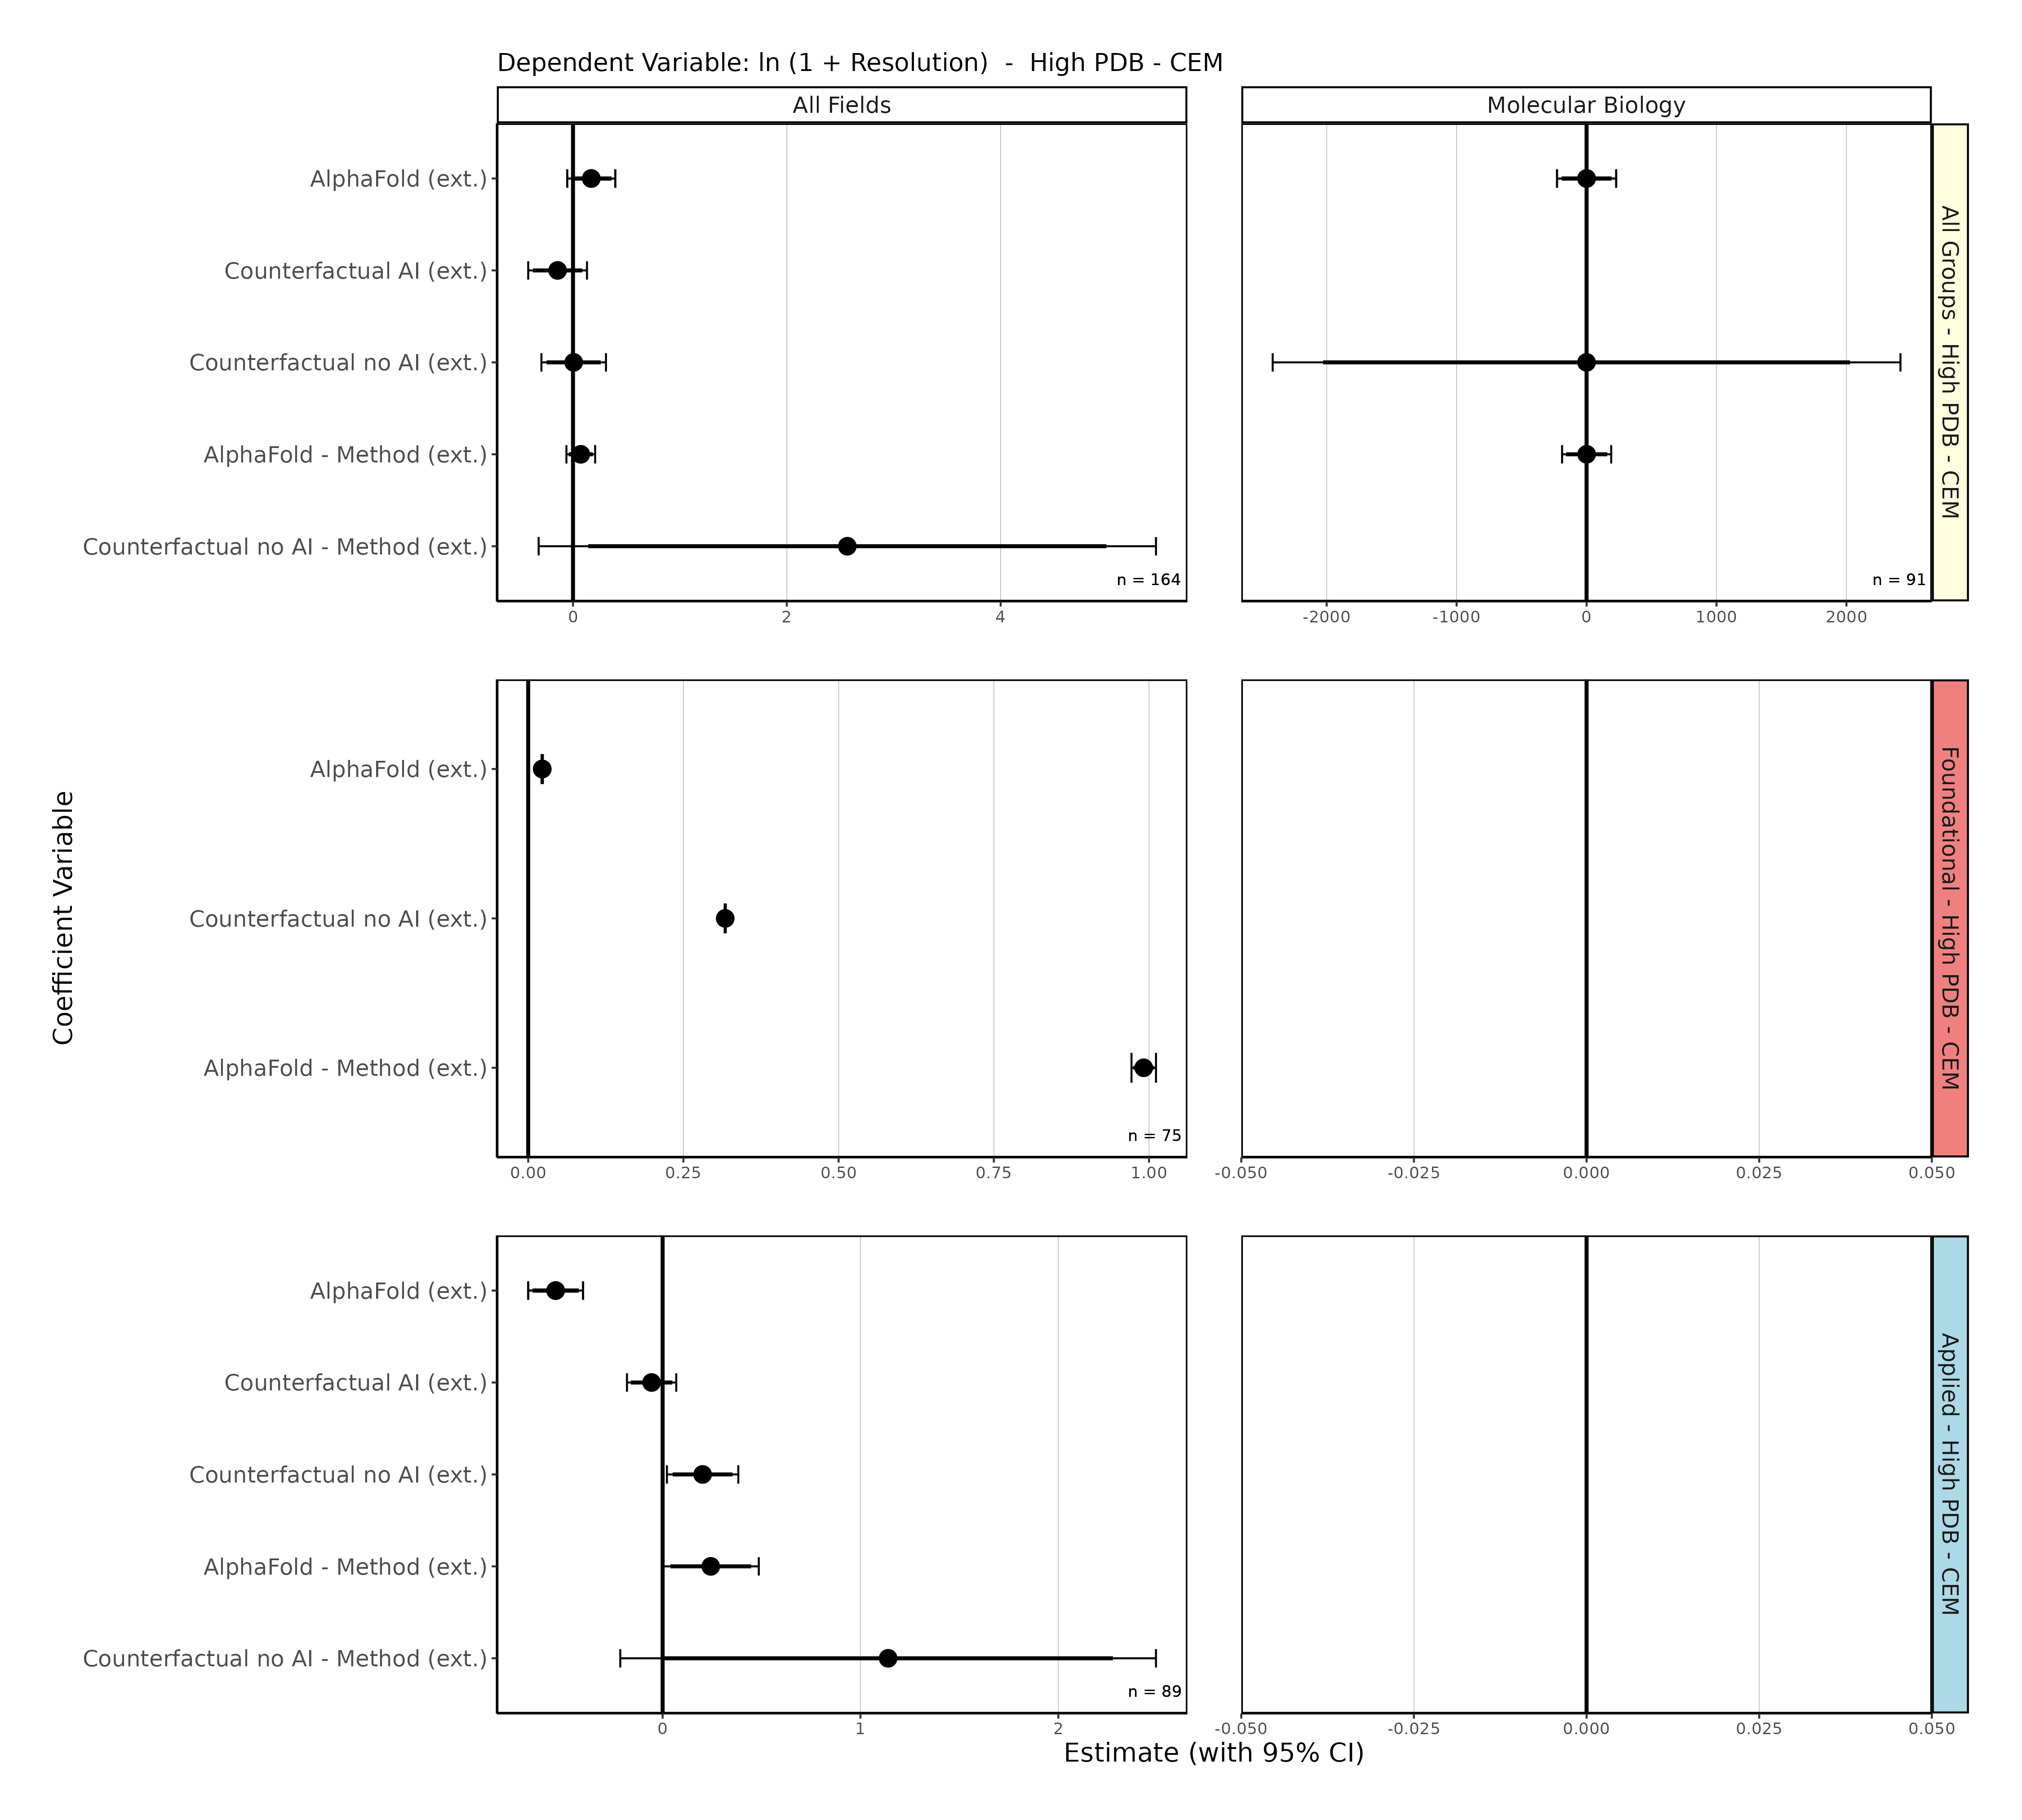 Dependent Variable: ln (1 + Resolution)  -  High PDB - CEM
All Fields
Molecular Biology
AlphaFold (ext.)
Counterfactual AI (ext.)
Counterfactual no AI (ext.)
AlphaFold - Method (ext.)
Counterfactual no AI - Method (ext.)
n = 164
n = 91
0 2 4
-2000 -1000 0 1000 2000
All Groups - High PDB - CEM
Coefficient Variable
AlphaFold (ext.)
Counterfactual no AI (ext.)
AlphaFold - Method (ext.)
n = 75
0.00 0.25 0.50 0.75 1.00
-0.050 -0.025 0.000 0.025 0.050
Foundational - High PDB - CEM
AlphaFold (ext.)
Counterfactual AI (ext.)
Counterfactual no AI (ext.)
AlphaFold - Method (ext.)
Counterfactual no AI - Method (ext.)
n = 89
0 1 2
-0.050 -0.025 0.000 0.025 0.050
Applied - High PDB - CEM
Estimate (with 95% CI)